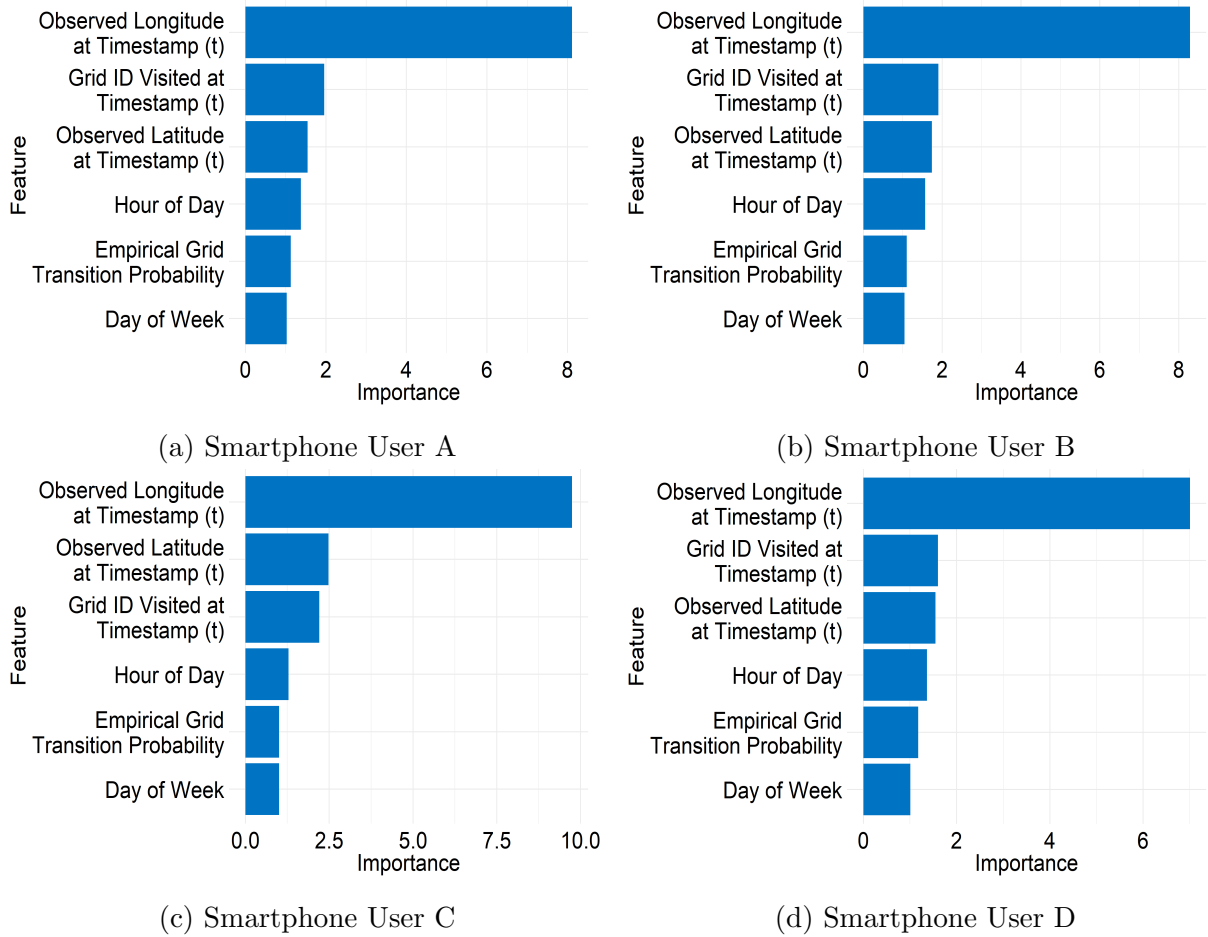 Feature
Observed Longitude
at Timestamp (t)
Grid ID Visited at
Timestamp (t)
Observed Latitude
at Timestamp (t)
Hour of Day
Empirical Grid
Transition Probability
Day of Week
0 2 4 6 8
Importance
(a) Smartphone User A
Feature
Observed Longitude
at Timestamp (t)
Grid ID Visited at
Timestamp (t)
Observed Latitude
at Timestamp (t)
Hour of Day
Empirical Grid
Transition Probability
Day of Week
0 2 4 6 8
Importance
(b) Smartphone User B
Feature
Observed Longitude
at Timestamp (t)
Observed Latitude
at Timestamp (t)
Grid ID Visited at
Timestamp (t)
Hour of Day
Empirical Grid
Transition Probability
Day of Week
0.0 2.5 5.0 7.5 10.0
Importance
(c) Smartphone User C
Feature
Observed Longitude
at Timestamp (t)
Grid ID Visited at
Timestamp (t)
Observed Latitude
at Timestamp (t)
Hour of Day
Empirical Grid
Transition Probability
Day of Week
0 2 4 6
Importance
(d) Smartphone User D